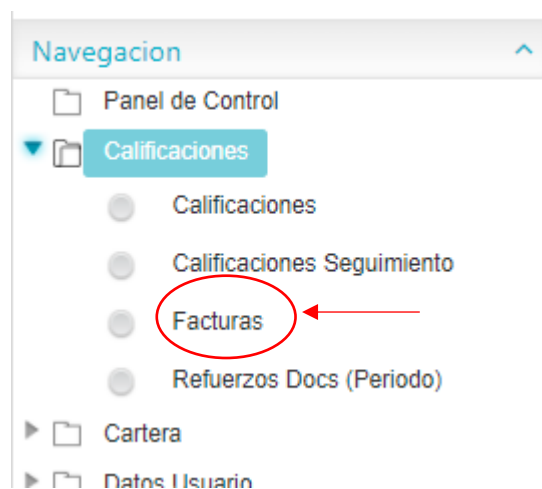 Navegacion
Panel de Control
Calificaciones
Calificaciones
Calificaciones Seguimiento
Facturas
Refuerzos Docs (Periodo)
Cartera
Datos Usuario